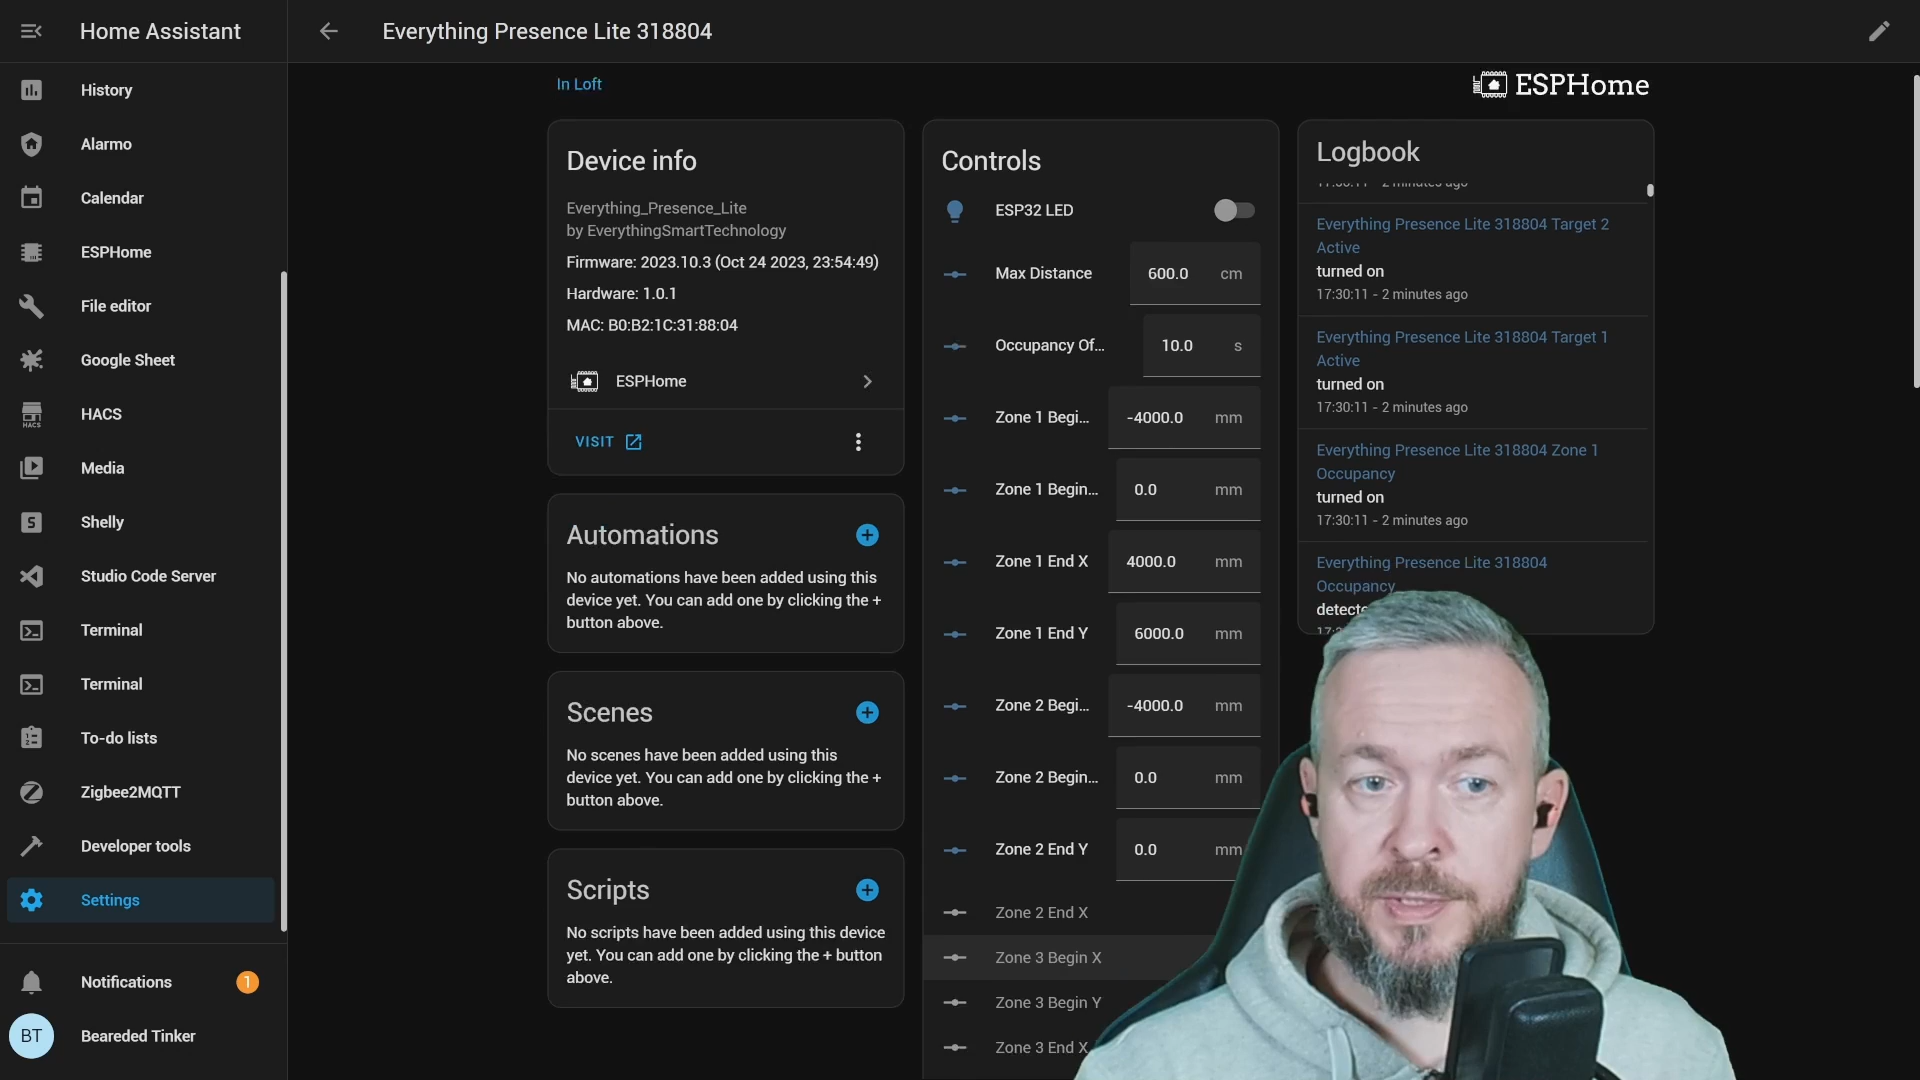 Home Assistant
Everything Presence Lite 318804
History
Alarmo
Calendar
ESPHome
File editor
Google Sheet
HACS
HACS
Media
Shelly
S
Studio Code Server
Terminal
Terminal
To-do lists
Zigbee2MQTT
Developer tools
Settings
Notifications
1
BT
Beareded Tinker
In Loft
ESPHome
Device info
Everything_Presence_Lite
by EverythingSmartTechnology
Firmware: 2023.10.3 (Oct 24 2023, 23:54:49)
Hardware: 1.0.1
MAC: B0:B2:1C:31:88:04
ESPHome
VISIT
Automations
No automations have been added using this
device yet. You can add one by clicking the +
button above.
Scenes
No scenes have been added using this
device yet. You can add one by clicking the +
button above.
Scripts
No scripts have been added using this device
yet. You can add one by clicking the + button
above.
Controls
ESP32 LED
Max Distance 600.0 cm
Occupancy Of... 10.0 s
Zone 1 Begi... -4000.0 mm
Zone 1 Begin... 0.0 mm
Zone 1 End X 4000.0 mm
Zone 1 End Y 6000.0 mm
Zone 2 Begi... -4000.0 mm
Zone 2 Begin... 0.0 mm
Zone 2 End Y 0.0 mm
Zone 2 End X
Zone 3 Begin X
Zone 3 Begin Y
Zone 3 End X
Logbook
17:30:11 - 2 minutes ago
Everything Presence Lite 318804 Target 2
Active
turned on
17:30:11 - 2 minutes ago
Everything Presence Lite 318804 Target 1
Active
turned on
17:30:11 - 2 minutes ago
Everything Presence Lite 318804 Zone 1
Occupancy
turned on
17:30:11 - 2 minutes ago
Everything Presence Lite 318804
Occupancy